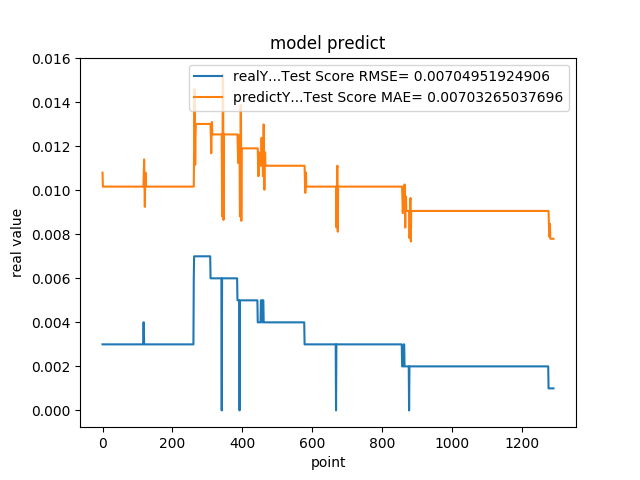 model predict
realY...Test Score RMSE= 0.00704951924906
predictY...Test Score MAE= 0.00703265037696
0.016
0.014
0.012
0.010
0.008
0.006
0.004
0.002
0.000
real value
0 200 400 600 800 1000 1200
point